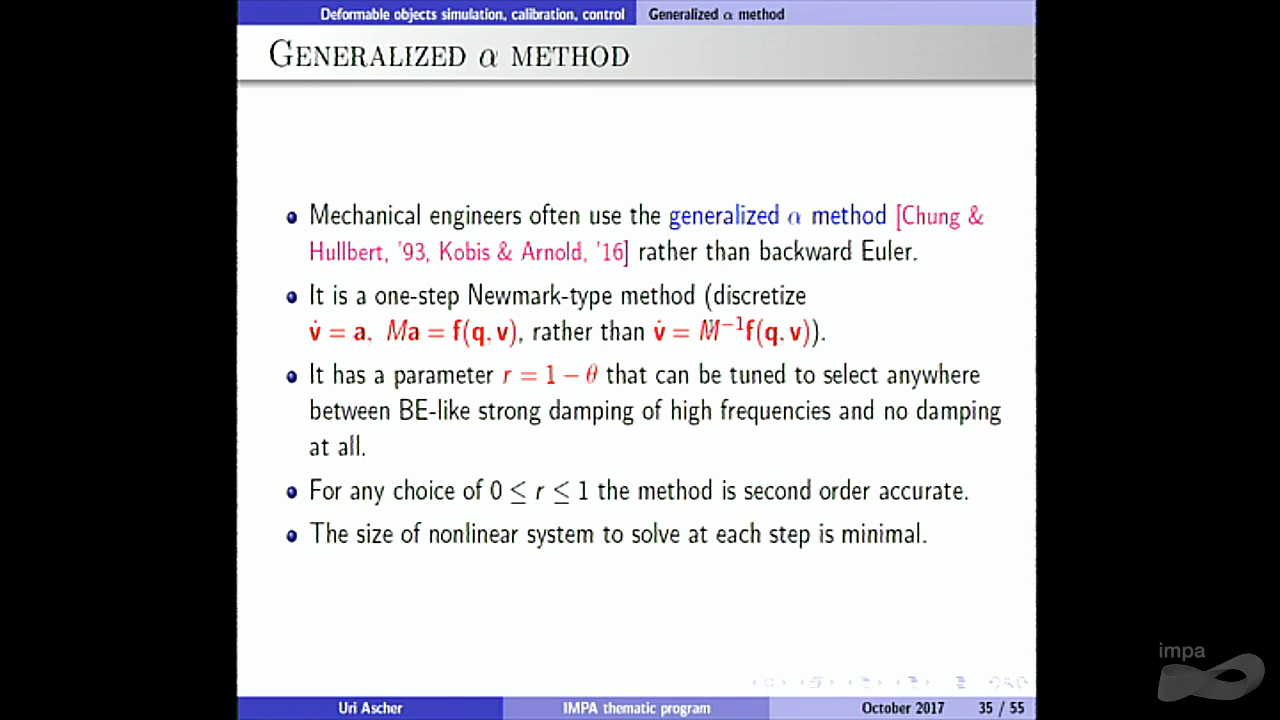 Deformable objects simulation, calibration, control Generalized α method
GENERALIZED α METHOD
Mechanical engineers often use the generalized α method [Chung &
Hullbert, '93, Kobis & Arnold, '16] rather than backward Euler.
It is a one-step Newmark-type method (discretize
v̇ = a, Ma = f(q, v), rather than v̇ = M⁻¹f(q, v)).
It has a parameter r = 1 − θ that can be tuned to select anywhere
between BE-like strong damping of high frequencies and no damping
at all.
For any choice of 0 ≤ r ≤ 1 the method is second order accurate.
The size of nonlinear system to solve at each step is minimal.
impa
Uri Ascher IMPA thematic program October 2017 35 / 55